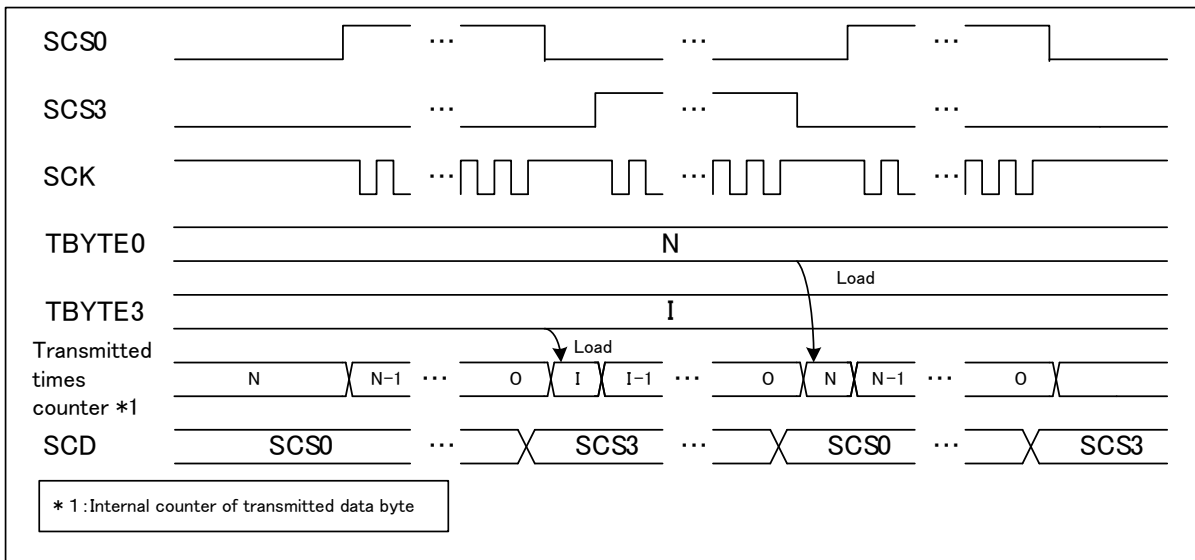 SCS0 ... ... ...
SCS3 ... ... ...
SCK ... ... ...
TBYTE0 N
Load
TBYTE3 I
Load
Transmitted
times
counter *1
N N-1 ... 0 I I-1 ... 0 N N-1 ... 0
SCD SCS0 ... SCS3 ... SCS0 ... SCS3
*1:Internal counter of transmitted data byte